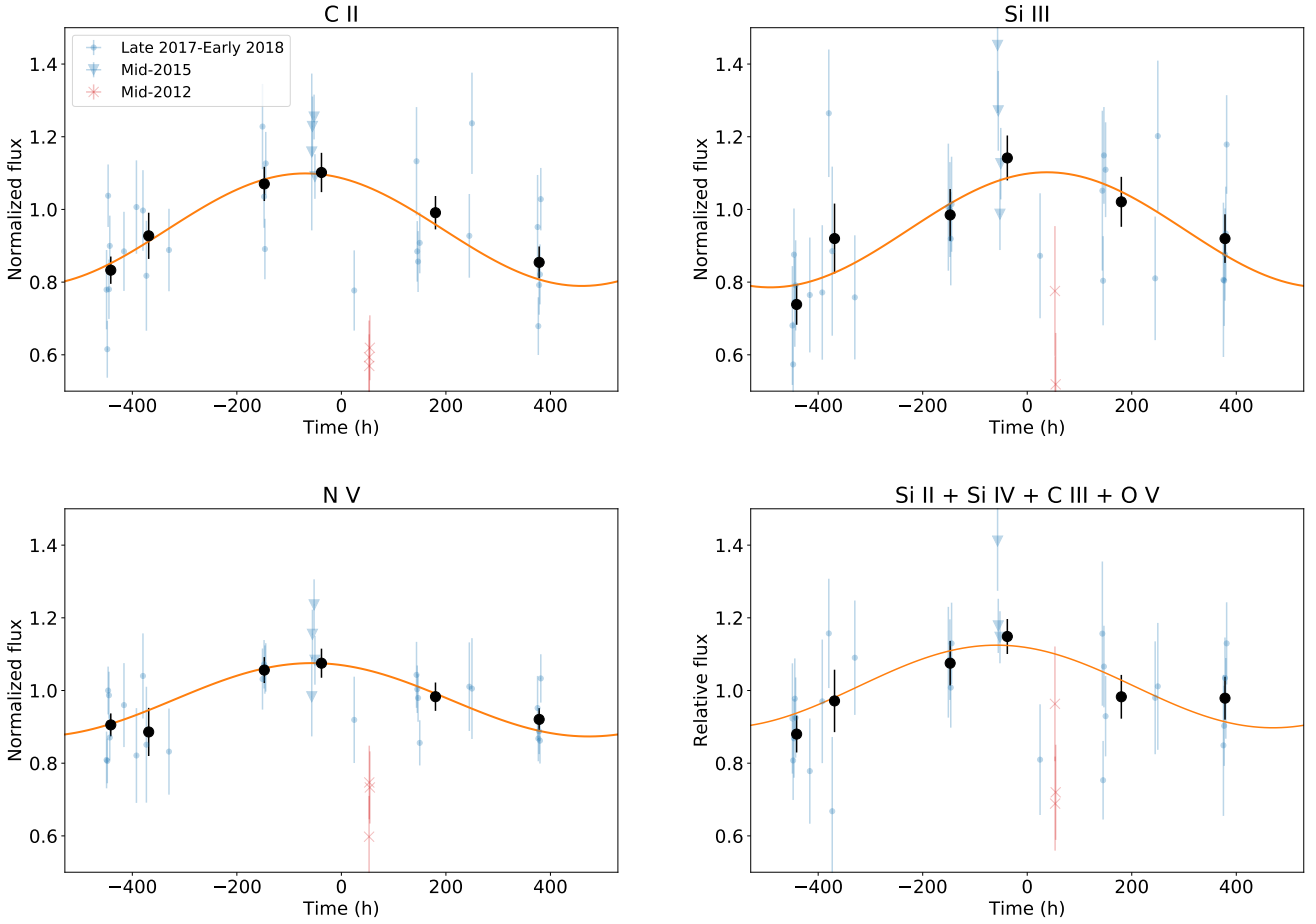 C II
Normalized flux
1.4
1.2
1.0
0.8
0.6
Late 2017-Early 2018
Mid-2015
Mid-2012
−400 −200 0 200 400
Time (h)
Si III
Normalized flux
1.4
1.2
1.0
0.8
0.6
−400 −200 0 200 400
Time (h)
N V
Normalized flux
1.4
1.2
1.0
0.8
0.6
−400 −200 0 200 400
Time (h)
Si II + Si IV + C III + O V
Relative flux
1.4
1.2
1.0
0.8
0.6
−400 −200 0 200 400
Time (h)